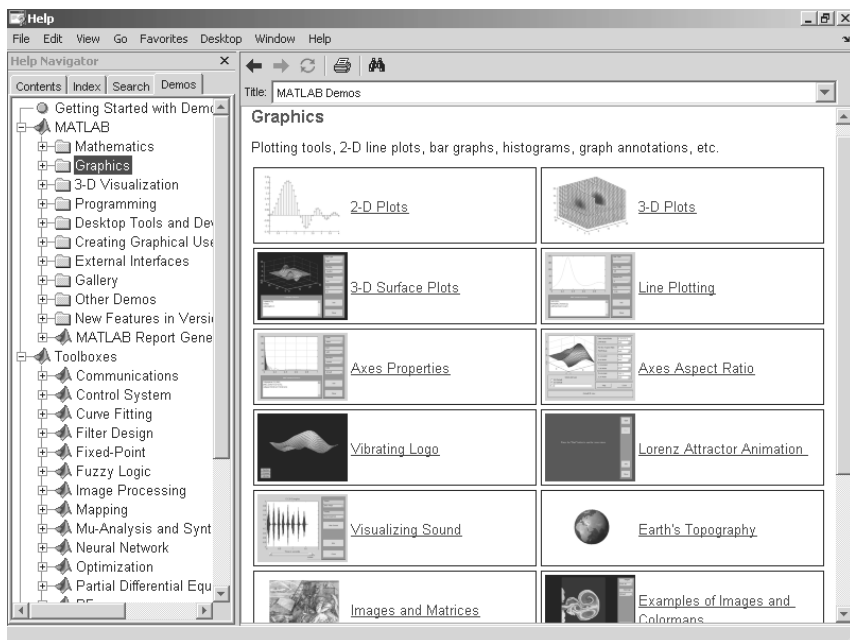 Help
File Edit View Go Favorites Desktop Window Help
Help Navigator
Contents Index Search Demos
Getting Started with Demo
MATLAB
Mathematics
Graphics
3-D Visualization
Programming
Desktop Tools and Dev
Creating Graphical Use
External Interfaces
Gallery
Other Demos
New Features in Versi
MATLAB Report Gene
Toolboxes
Communications
Control System
Curve Fitting
Filter Design
Fixed-Point
Fuzzy Logic
Image Processing
Mapping
Mu-Analysis and Synt
Neural Network
Optimization
Partial Differential Equ
Title: MATLAB Demos
Graphics
Plotting tools, 2-D line plots, bar graphs, histograms, graph annotations, etc.
2-D Plots
3-D Plots
3-D Surface Plots
Line Plotting
Axes Properties
Axes Aspect Ratio
Vibrating Logo
Lorenz Attractor Animation
Visualizing Sound
Earth's Topography
Images and Matrices
Examples of Images and
Colormaps